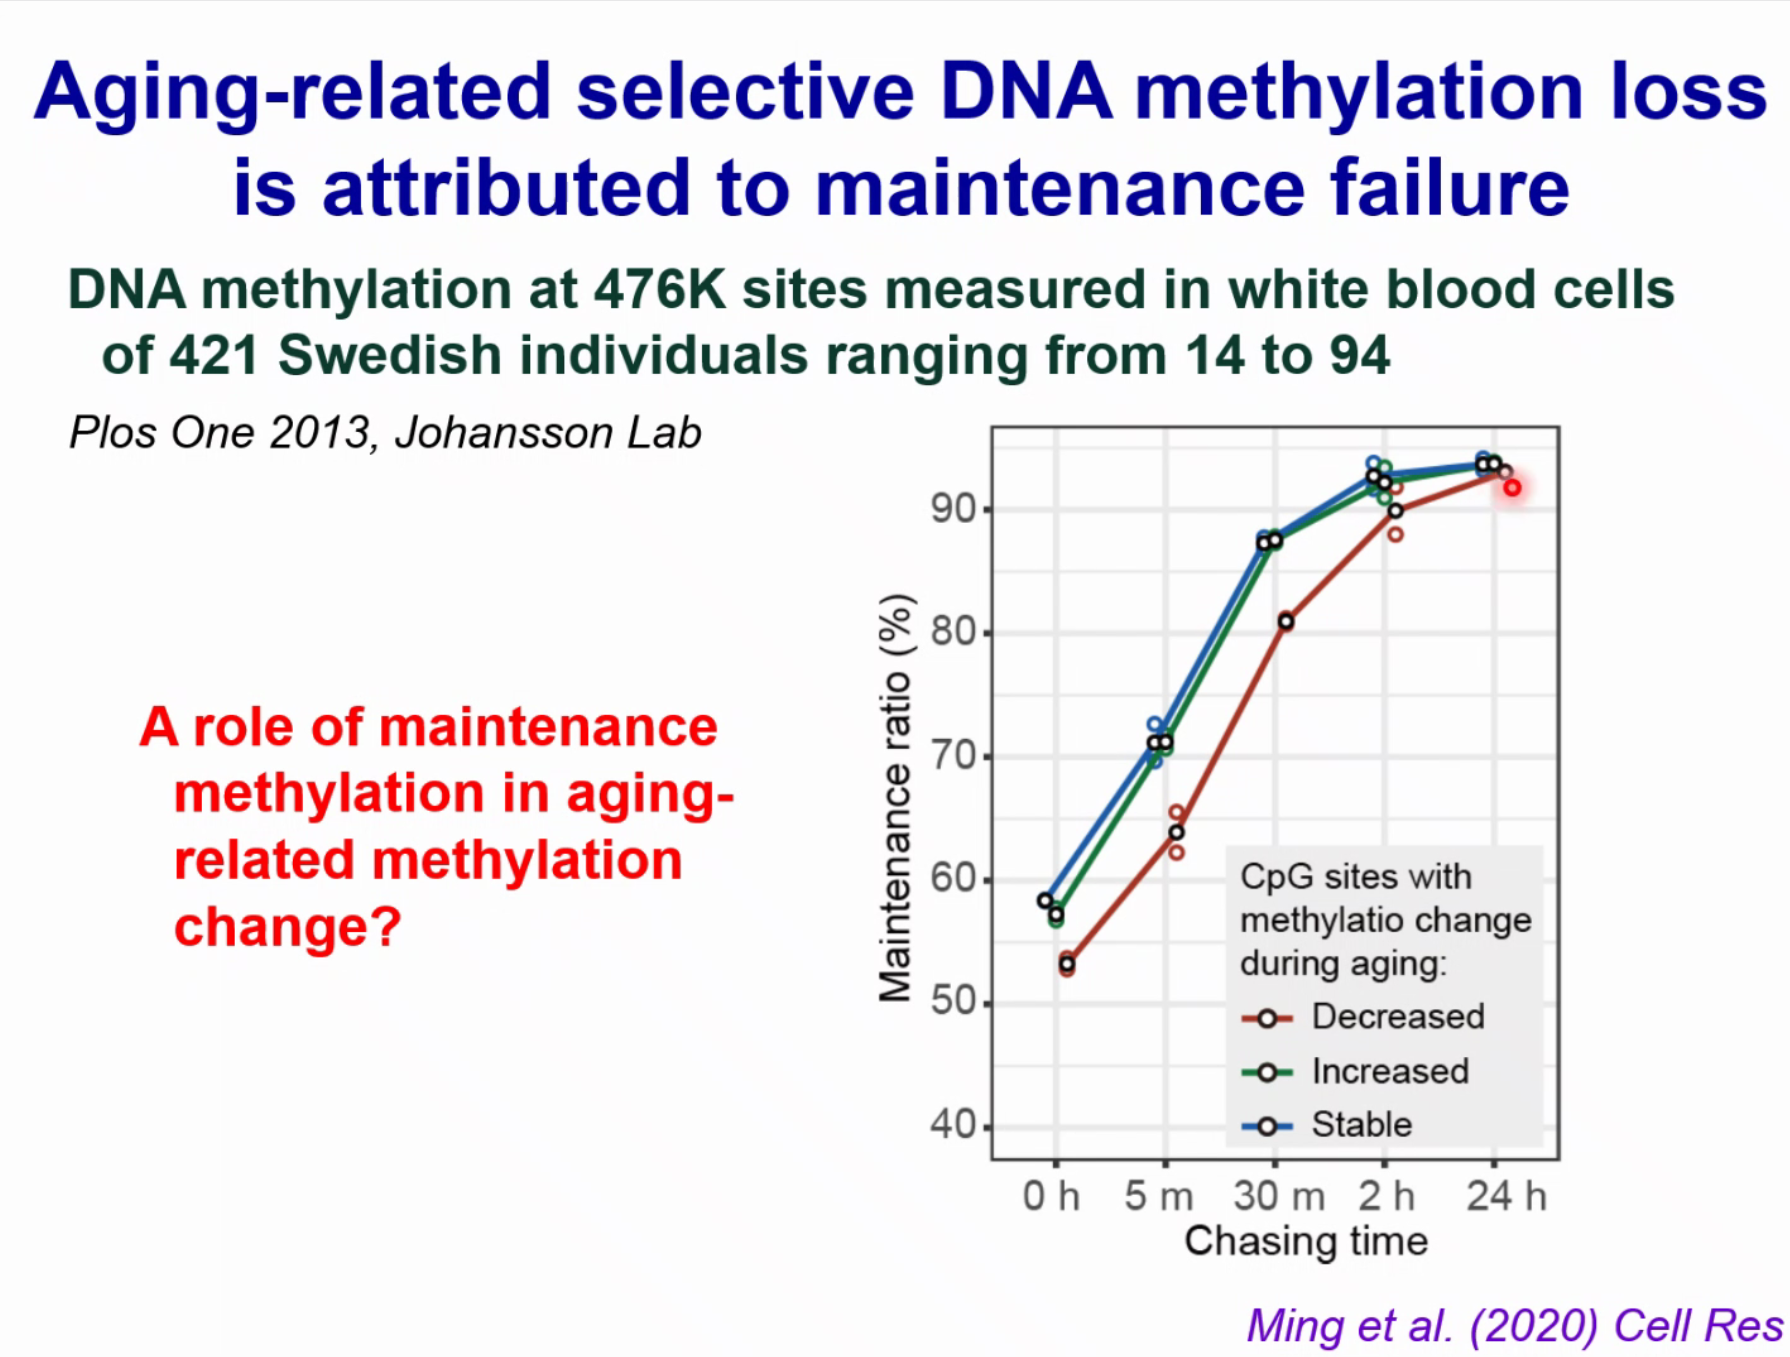 Aging-related selective DNA methylation loss
is attributed to maintenance failure
DNA methylation at 476K sites measured in white blood cells
of 421 Swedish individuals ranging from 14 to 94
Plos One 2013, Johansson Lab
A role of maintenance
methylation in aging-
related methylation
change?
Maintenance ratio (%)
90
80
70
60
50
40
CpG sites with
methylatio change
during aging:
Decreased
Increased
Stable
0 h 5 m 30 m 2 h 24 h
Chasing time
Ming et al. (2020) Cell Res